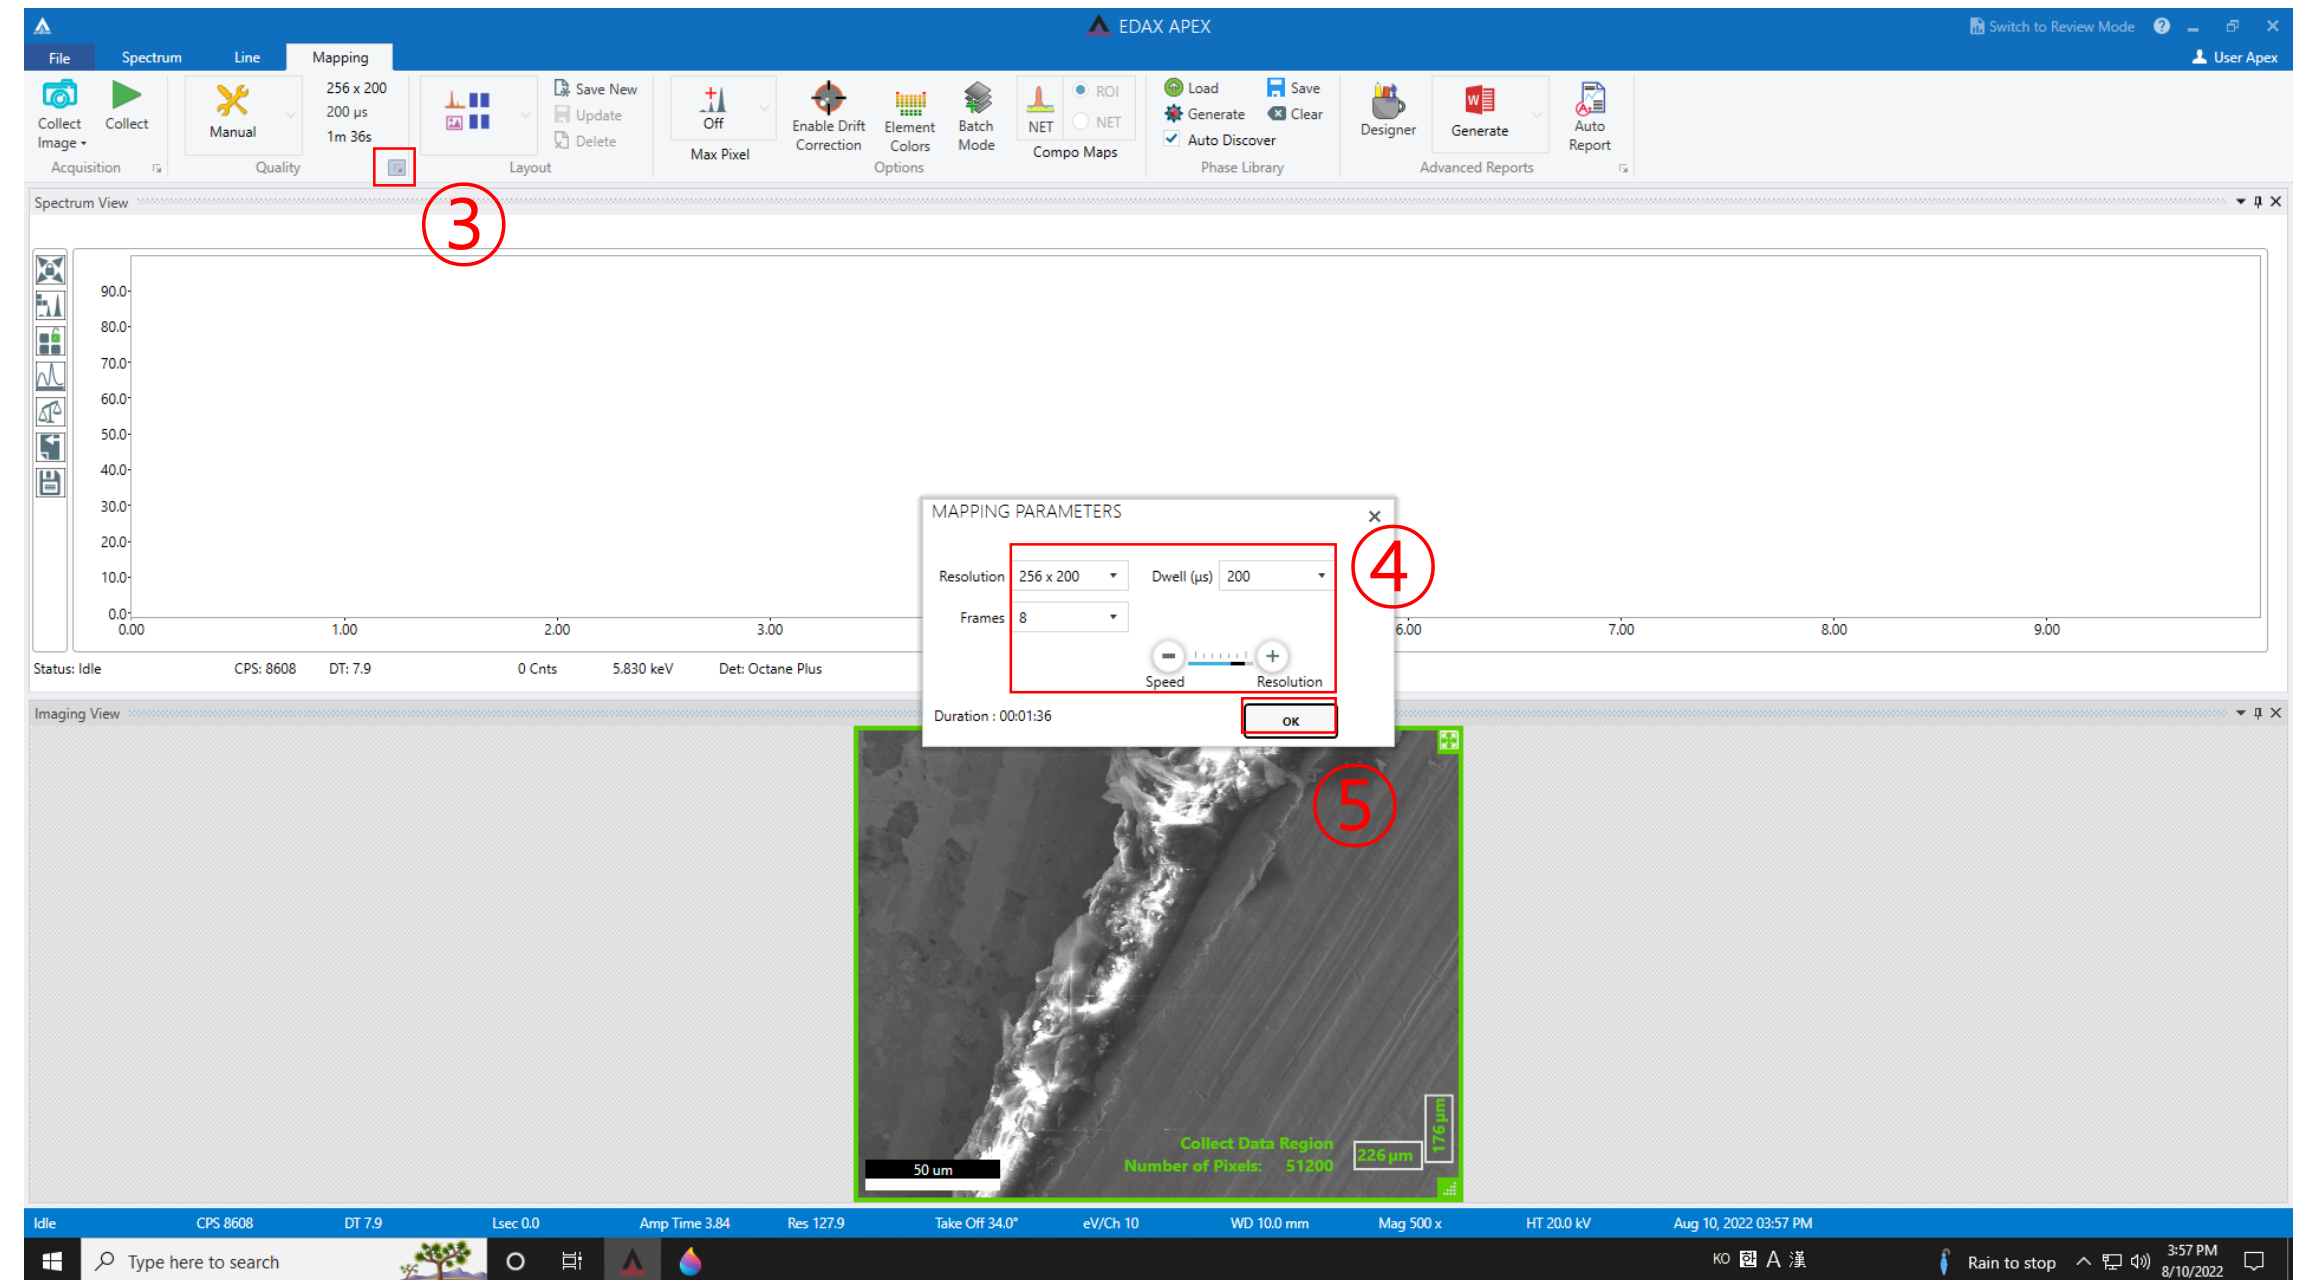 EDAX APEX
Switch to Review Mode
File Spectrum Line Mapping
User Apex
Collect Image
Collect
Manual
256 x 200
200 µs
1m 36s
Save New
Update
Delete
Off
Max Pixel
Enable Drift Correction
Element Colors
Batch Mode
NET
ROI
NET
Compo Maps
Load
Save
Generate
Clear
Auto Discover
Designer
Generate
Auto Report
Acquisition
Quality
Layout
Options
Phase Library
Advanced Reports
③
Spectrum View
90.0
80.0
70.0
60.0
50.0
40.0
30.0
20.0
10.0
0.0
0.00 1.00 2.00 3.00 6.00 7.00 8.00 9.00
MAPPING PARAMETERS
④
Resolution 256 x 200 Dwell (µs) 200
Frames 8
Speed Resolution
Duration : 00:01:36
OK
⑤
Status: Idle CPS: 8608 DT: 7.9 0 Cnts 5.830 keV Det: Octane Plus
Imaging View
176 µm
Collect Data Region
226 µm
Number of Pixels: 51200
50 um
Idle CPS 8608 DT 7.9 Lsec 0.0 Amp Time 3.84 Res 127.9 Take Off 34.0° eV/Ch 10 WD 10.0 mm Mag 500 x HT 20.0 kV Aug 10, 2022 03:57 PM
Type here to search
KO 한 A 漢
Rain to stop
3:57 PM
8/10/2022